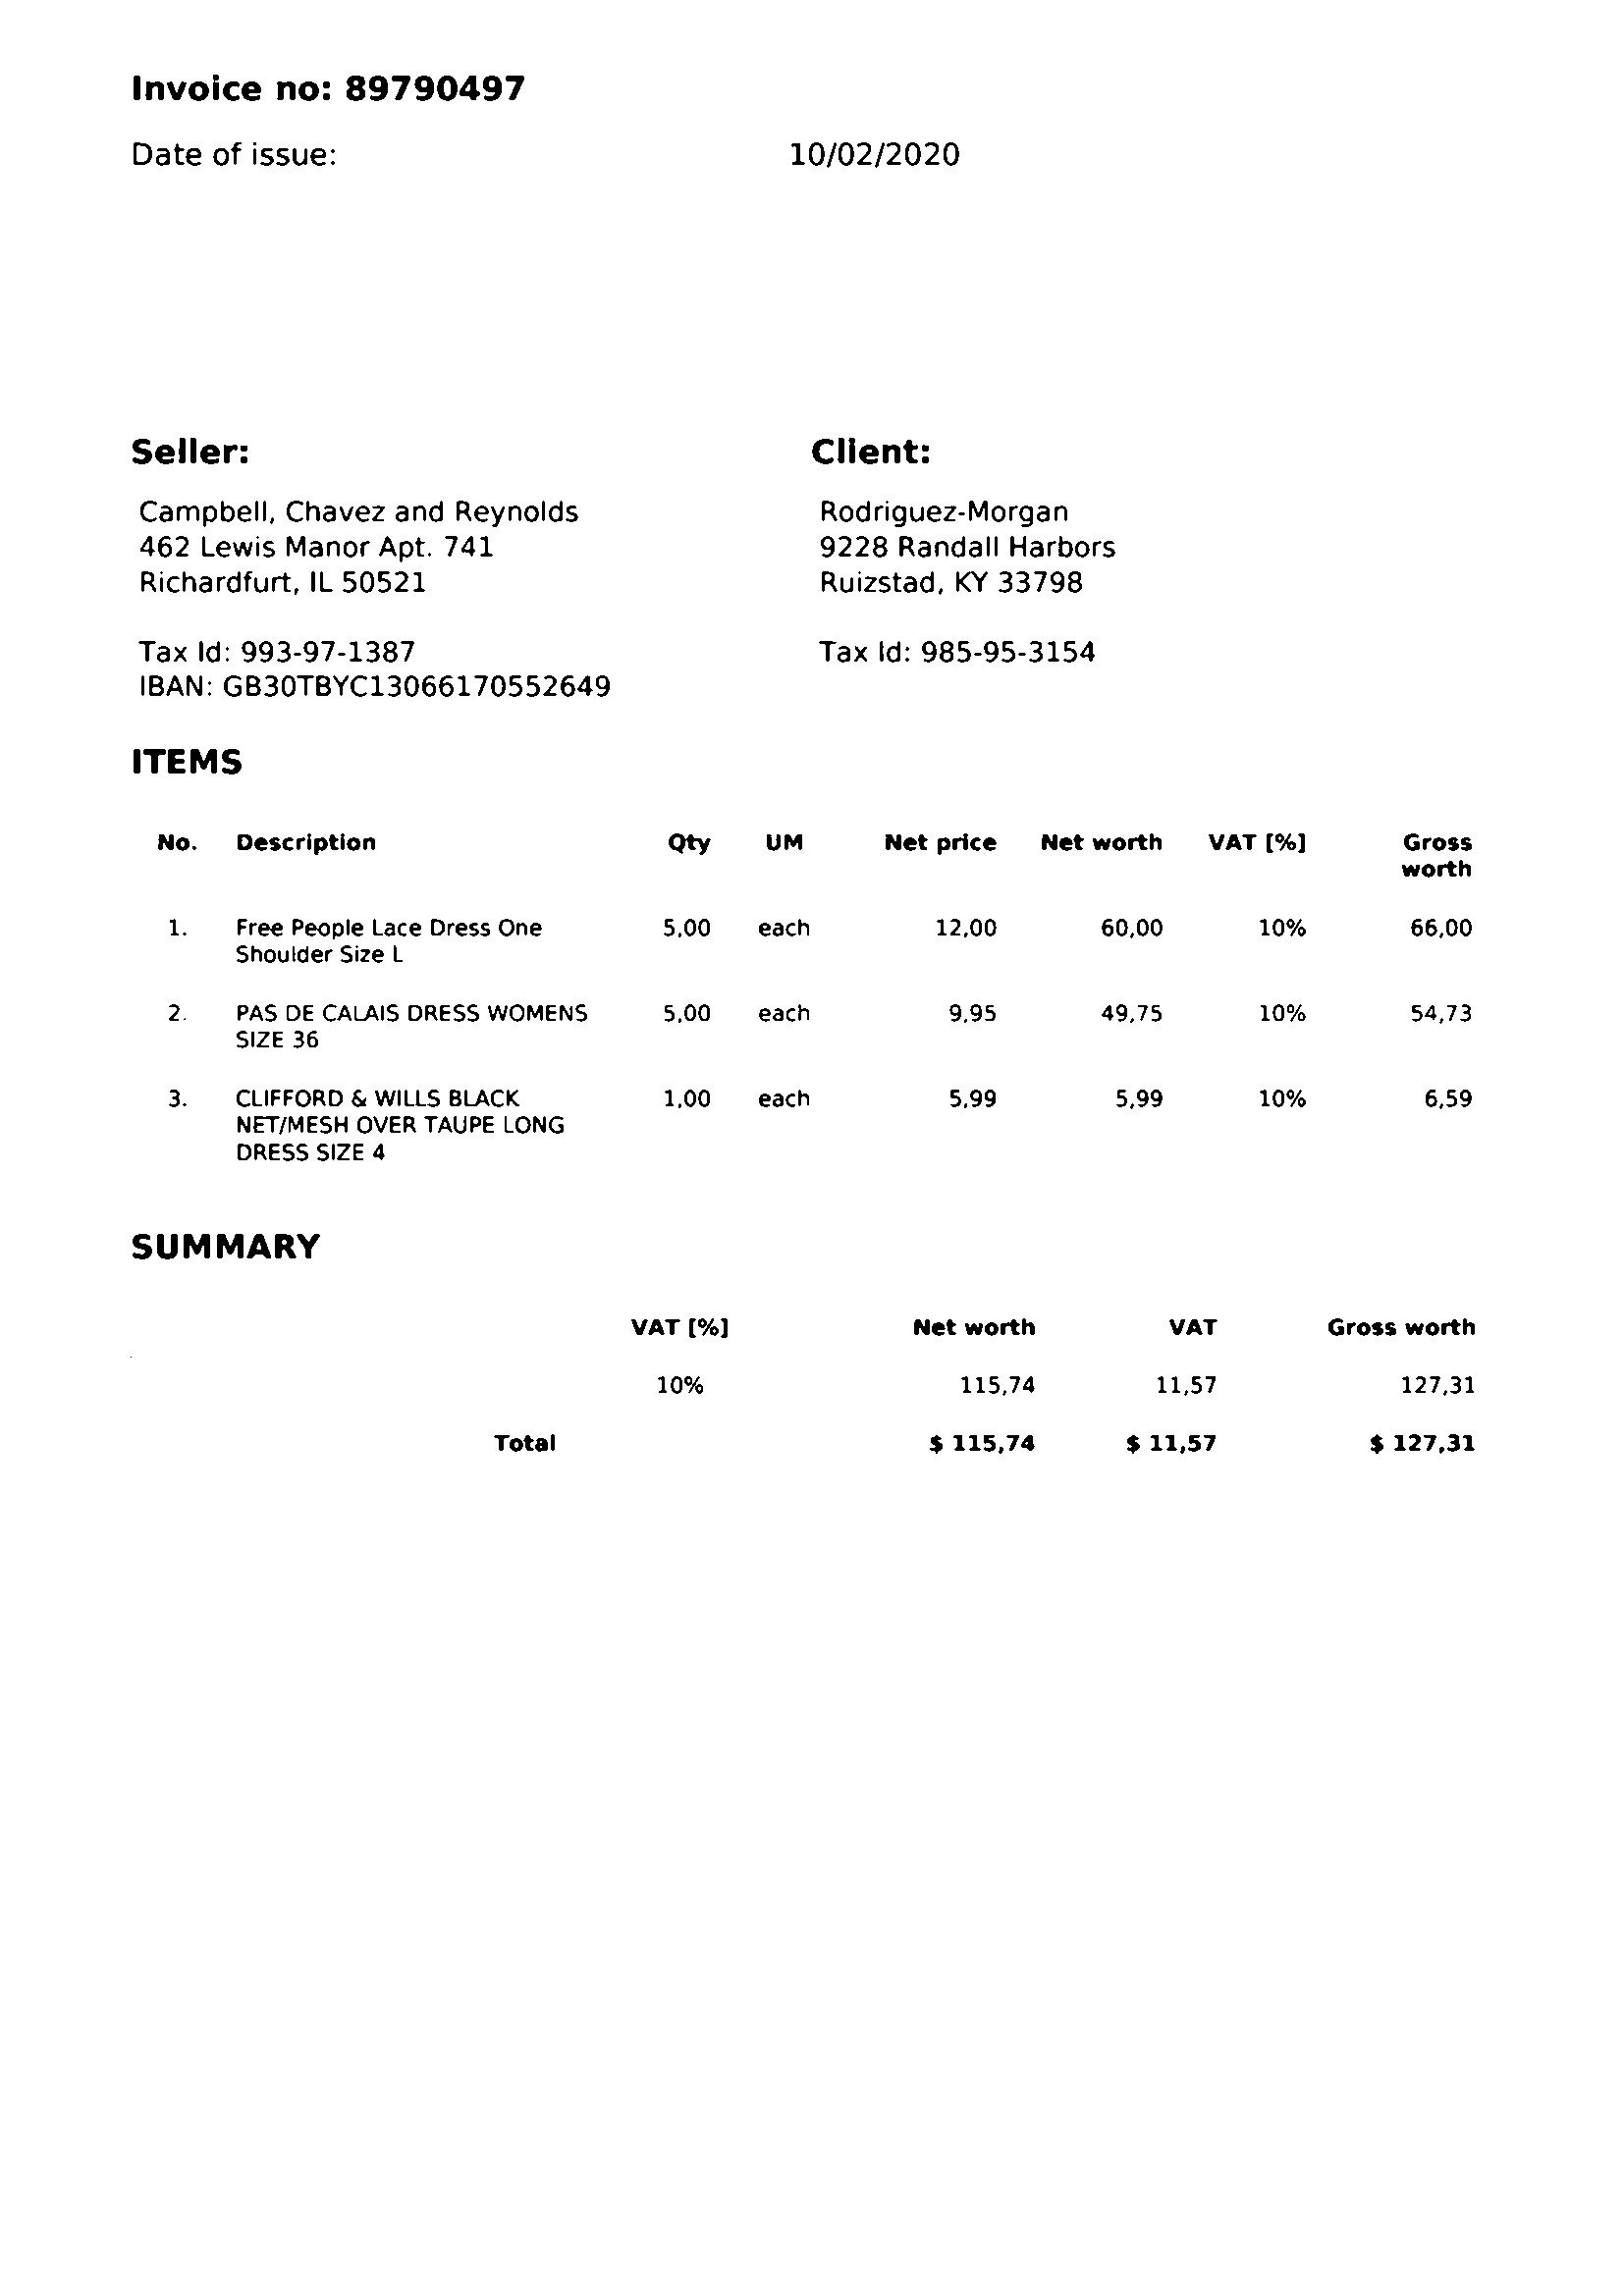 Invoice no: 89790497
Date of issue: 10/02/2020
Seller:
Campbell, Chavez and Reynolds
462 Lewis Manor Apt. 741
Richardfurt, IL 50521
Tax Id: 993-97-1387
IBAN: GB30TBYC13066170552649
Client:
Rodriguez-Morgan
9228 Randall Harbors
Ruizstad, KY 33798
Tax Id: 985-95-3154
ITEMS
No. Description Qty UM Net price Net worth VAT [%] Gross
worth
1. Free People Lace Dress One 5,00 each 12,00 60,00 10% 66,00
Shoulder Size L
2. PAS DE CALAIS DRESS WOMENS 5,00 each 9,95 49,75 10% 54,73
SIZE 36
3. CLIFFORD & WILLS BLACK 1,00 each 5,99 5,99 10% 6,59
NET/MESH OVER TAUPE LONG
DRESS SIZE 4
SUMMARY
VAT [%] Net worth VAT Gross worth
10% 115,74 11,57 127,31
Total $ 115,74 $ 11,57 $ 127,31